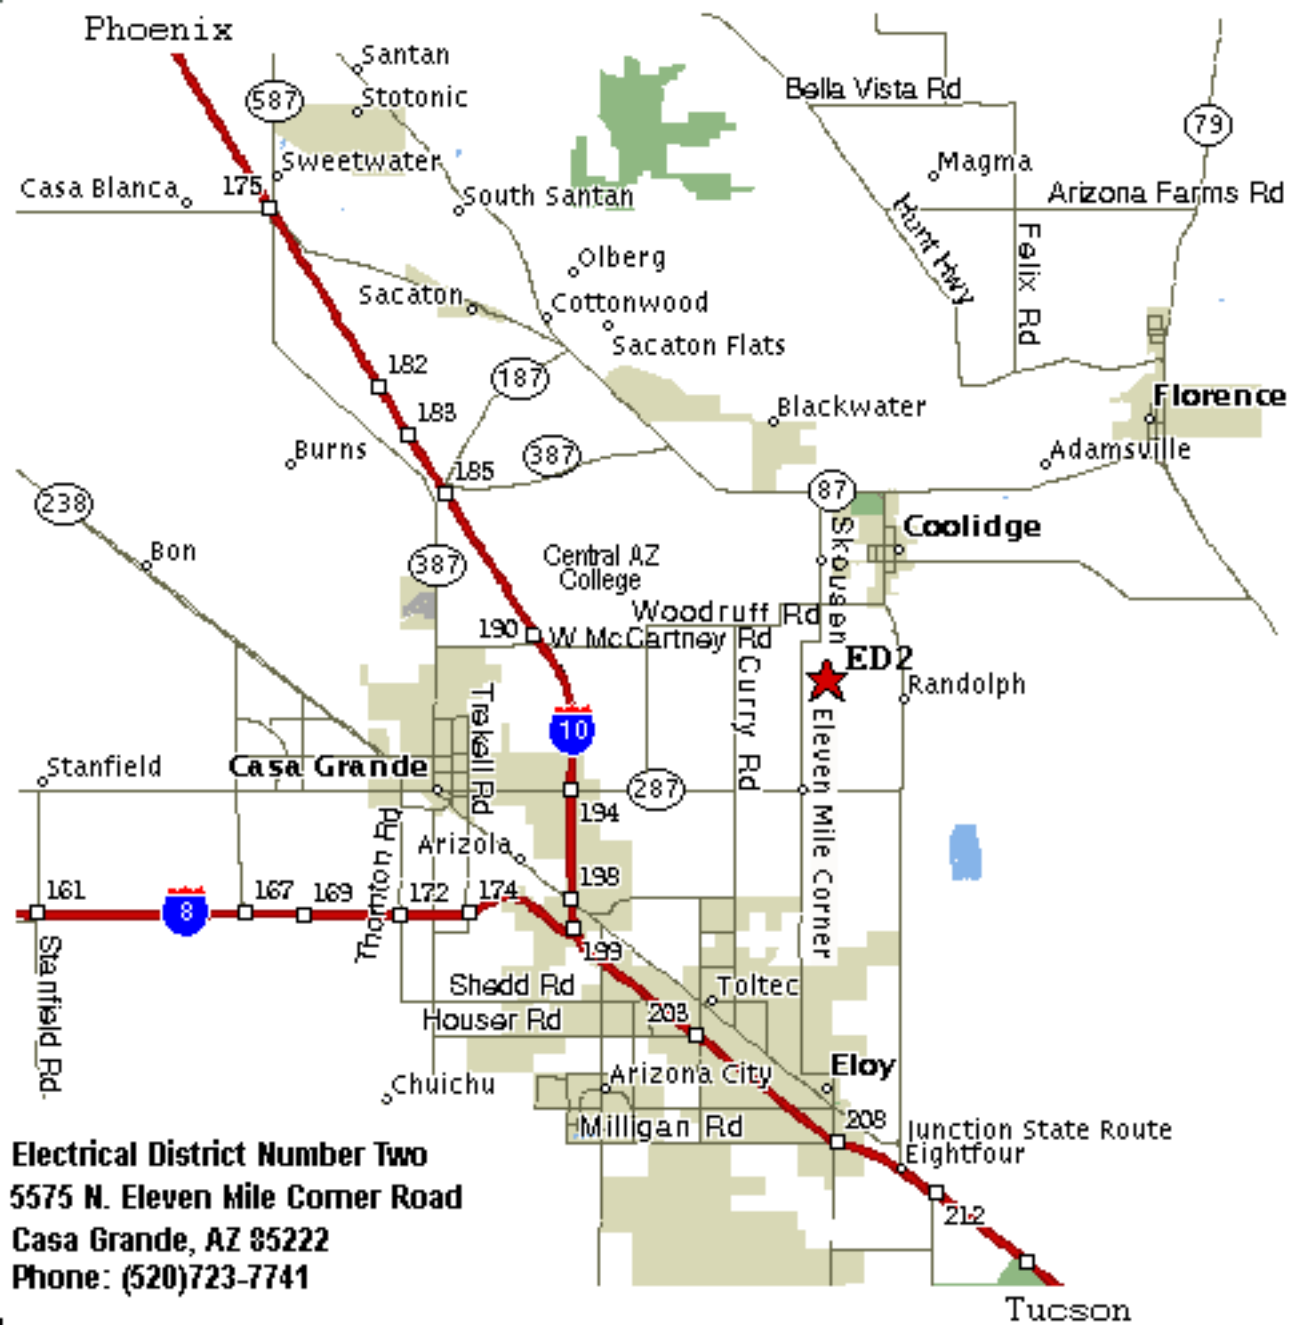 Phoenix
Santan
587
Stotonic
Bella Vista Rd
79
Sweetwater
Magma
175
Casa Blanca
South Santan
Arizona Farms Rd
Hunt Hwy
Felix Rd
Olberg
Sacaton
Cottonwood
Sacaton Flats
182
187
Florence
183
Blackwater
Burns
387
185
Adamsville
238
87
Skousen
Coolidge
Bon
387
Central AZ
College
Woodruff Rd
190
W McCartney Rd
ED2
Curry Rd
Randolph
Trekell Rd
10
Eleven Mile Corner
Stanfield
Casa Grande
287
194
Thornton Rd
Arizola
161
167
169
172
174
198
8
199
Stanfield Rd.
Shedd Rd
Toltec
203
Houser Rd
Eloy
Arizona City
Chuichu
208
Milligan Rd
Junction State Route
Eightfour
212
Electrical District Number Two
5575 N. Eleven Mile Corner Road
Casa Grande, AZ 85222
Phone: (520)723-7741
Tucson